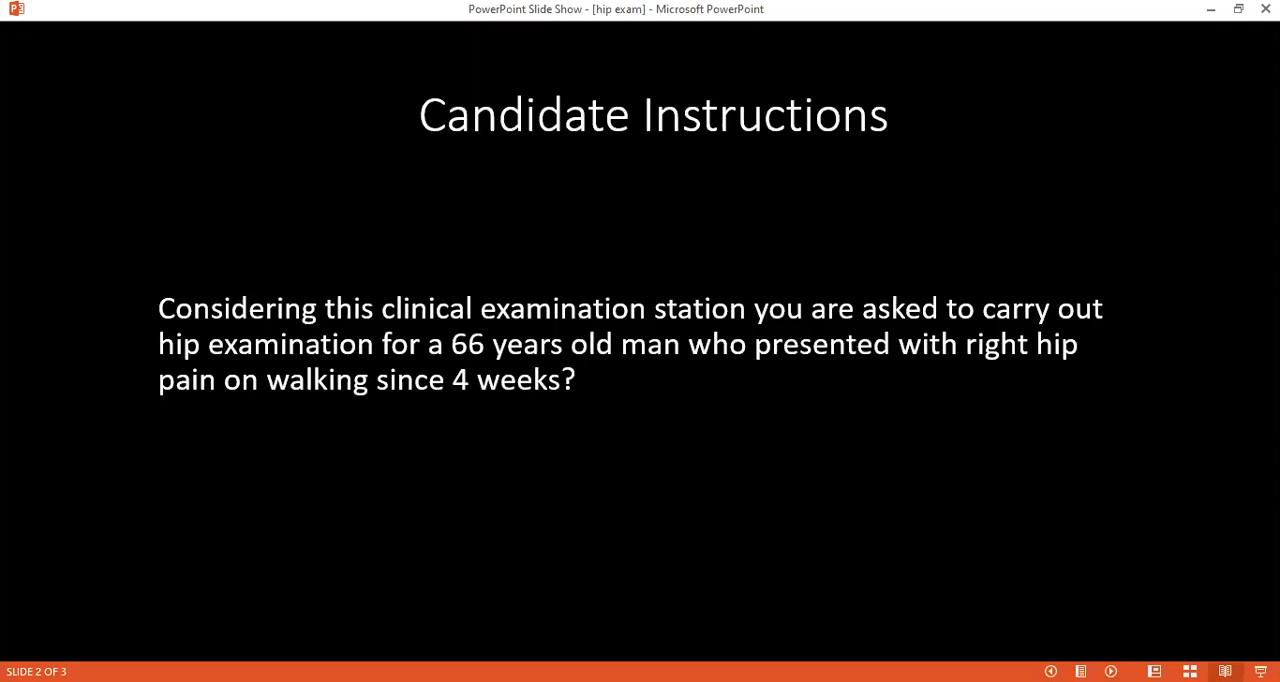 PowerPoint Slide Show - [hip exam] - Microsoft PowerPoint
Candidate Instructions
Considering this clinical examination station you are asked to carry out
hip examination for a 66 years old man who presented with right hip
pain on walking since 4 weeks?
SLIDE 2 OF 3